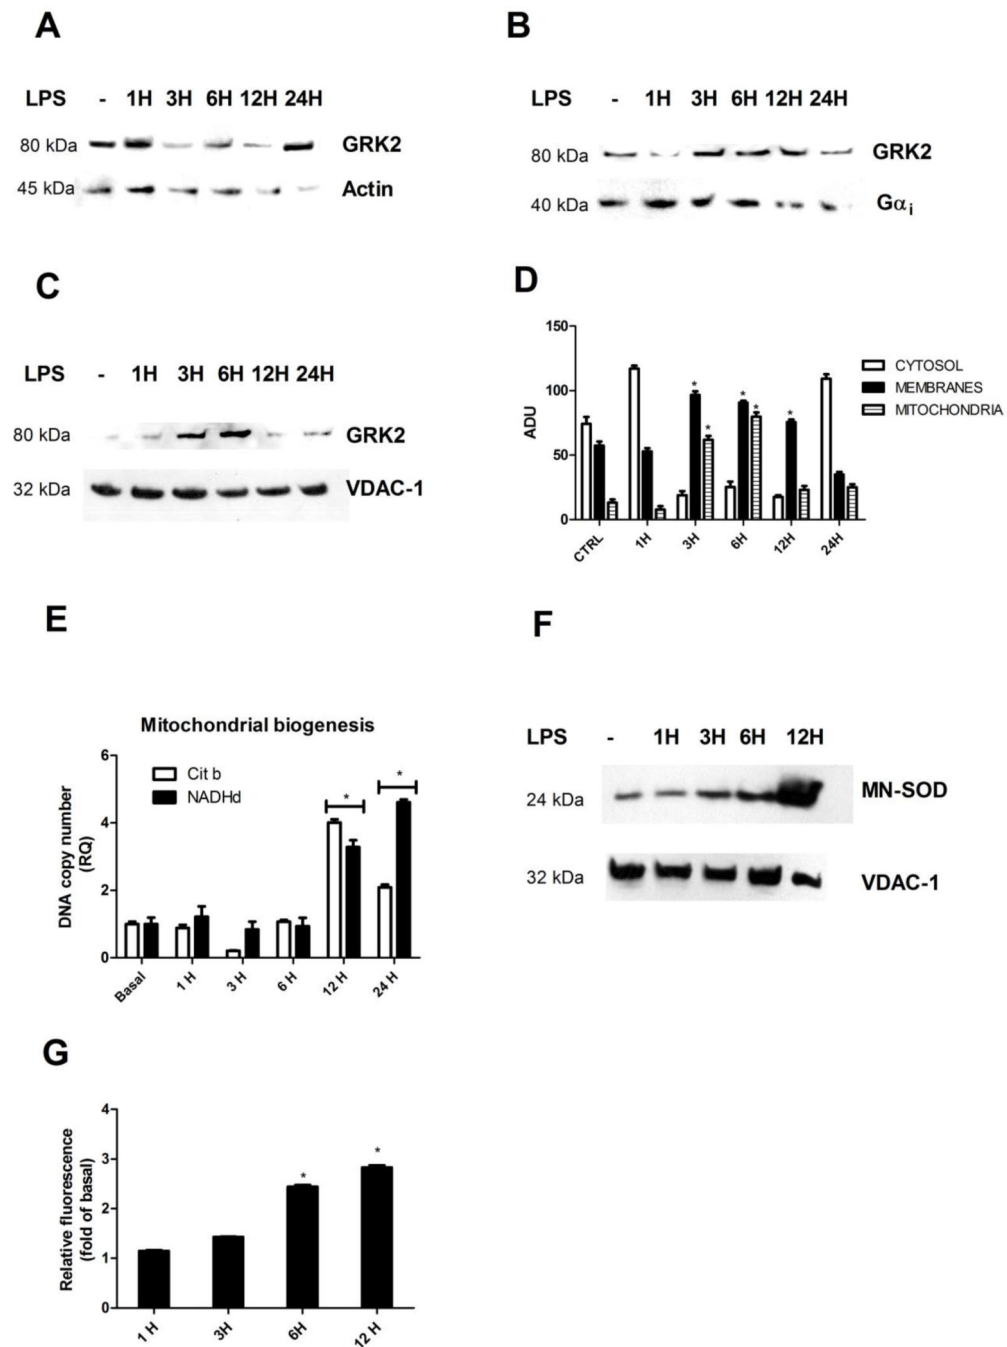 A
LPS - 1H 3H 6H 12H 24H
80 kDa GRK2
45 kDa Actin
B
LPS - 1H 3H 6H 12H 24H
80 kDa GRK2
40 kDa Gαi
C
LPS - 1H 3H 6H 12H 24H
80 kDa GRK2
32 kDa VDAC-1
D
150
100
50
0
ADU
CYTOSOL
MEMBRANES
MITOCHONDRIA
* * * * *
CTRL 1H 3H 6H 12H 24H
E
Mitochondrial biogenesis
6
4
2
0
DNA copy number
(RQ)
Cit b
NADHd
* *
Basal 1 H 3 H 6 H 12 H 24 H
F
LPS - 1H 3H 6H 12H
24 kDa MN-SOD
32 kDa VDAC-1
G
4
3
2
1
0
Relative fluorescence
(fold of basal)
* *
1 H 3H 6H 12 H